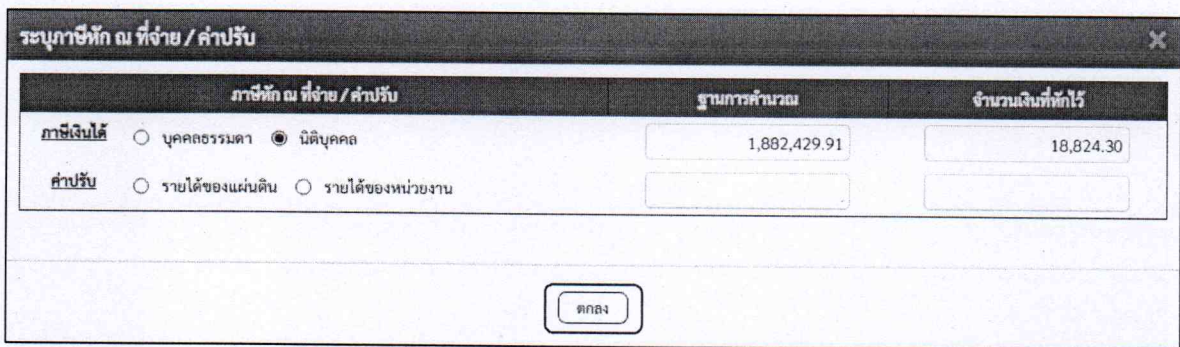 ระบุภาษีหัก ณ ที่จ่าย / ค่าปรับ
ภาษีหัก ณ ที่จ่าย / ค่าปรับ ฐานการคำนวณ จำนวนเงินที่หักไว้
ภาษีเงินได้ บุคคลธรรมดา นิติบุคคล 1,882,429.91 18,824.30
ค่าปรับ รายได้ของแผ่นดิน รายได้ของหน่วยงาน
ตกลง